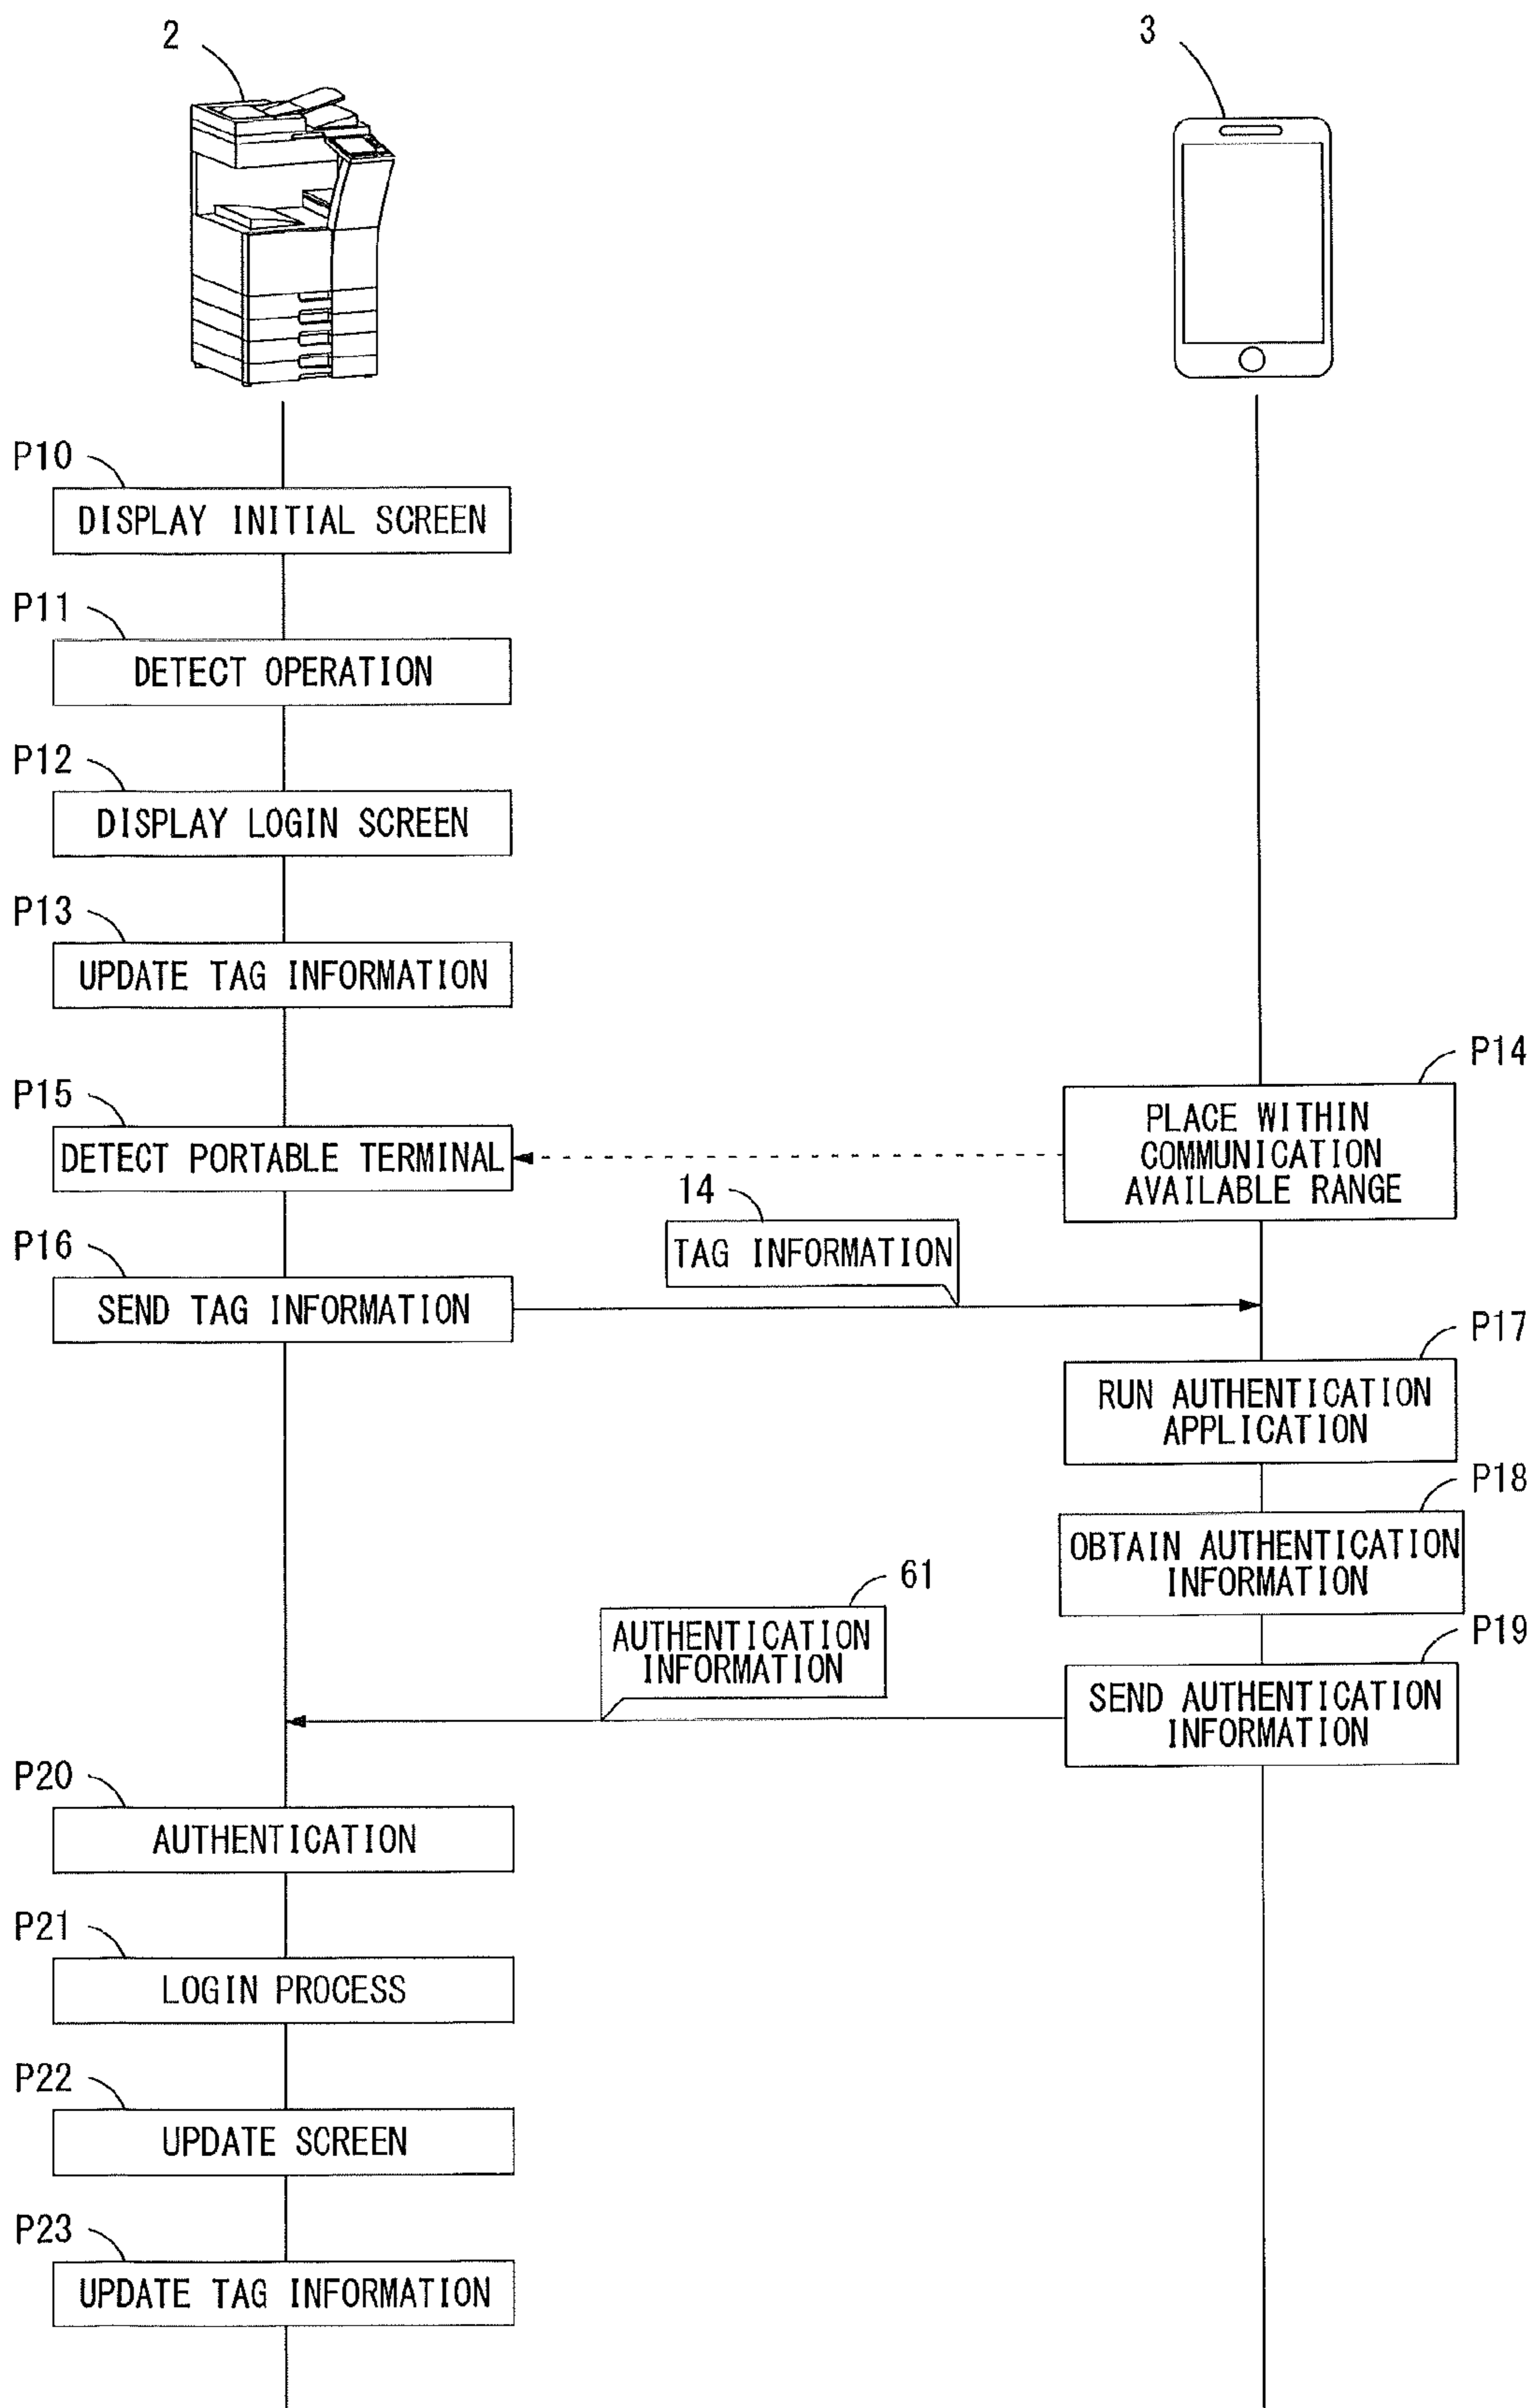 2
3
P10
DISPLAY INITIAL SCREEN
P11
DETECT OPERATION
P12
DISPLAY LOGIN SCREEN
P13
UPDATE TAG INFORMATION
P14
PLACE WITHIN
COMMUNICATION
AVAILABLE RANGE
P15
DETECT PORTABLE TERMINAL
14
TAG INFORMATION
P16
SEND TAG INFORMATION
P17
RUN AUTHENTICATION
APPLICATION
P18
OBTAIN AUTHENTICATION
INFORMATION
61
AUTHENTICATION
INFORMATION
P19
SEND AUTHENTICATION
INFORMATION
P20
AUTHENTICATION
P21
LOGIN PROCESS
P22
UPDATE SCREEN
P23
UPDATE TAG INFORMATION